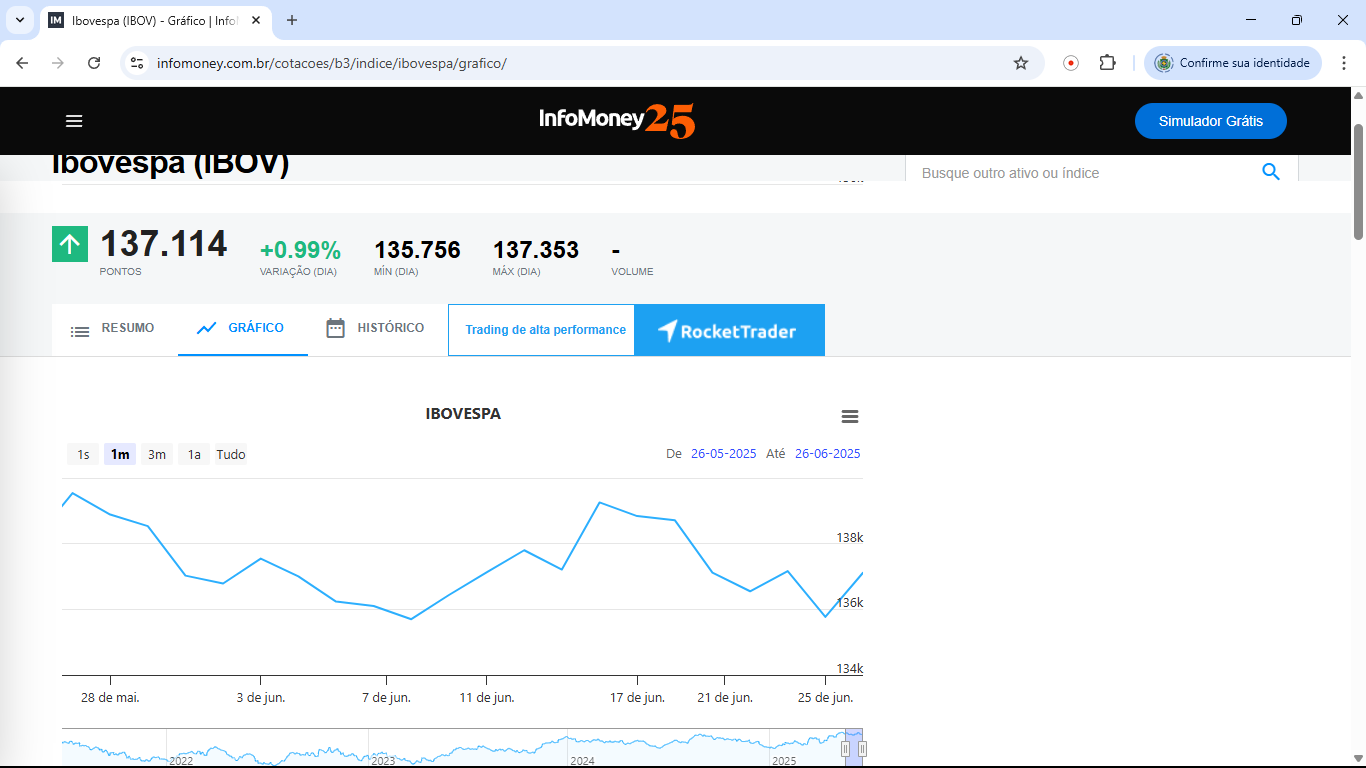 IM Ibovespa (IBOV) - Gráfico | Info
infomoney.com.br/cotacoes/b3/indice/ibovespa/grafico/
Confirme sua identidade
InfoMoney 25
Simulador Grátis
Ibovespa (IBOV)
Busque outro ativo ou índice
137.114
PONTOS
+0.99%
VARIAÇÃO (DIA)
135.756
MÍN (DIA)
137.353
MÁX (DIA)
-
VOLUME
RESUMO
GRÁFICO
HISTÓRICO
Trading de alta performance
RocketTrader
IBOVESPA
1s 1m 3m 1a Tudo
De 26-05-2025 Até 26-06-2025
138k
136k
134k
28 de mai. 3 de jun. 7 de jun. 11 de jun. 17 de jun. 21 de jun. 25 de jun.
2022 2023 2024 2025